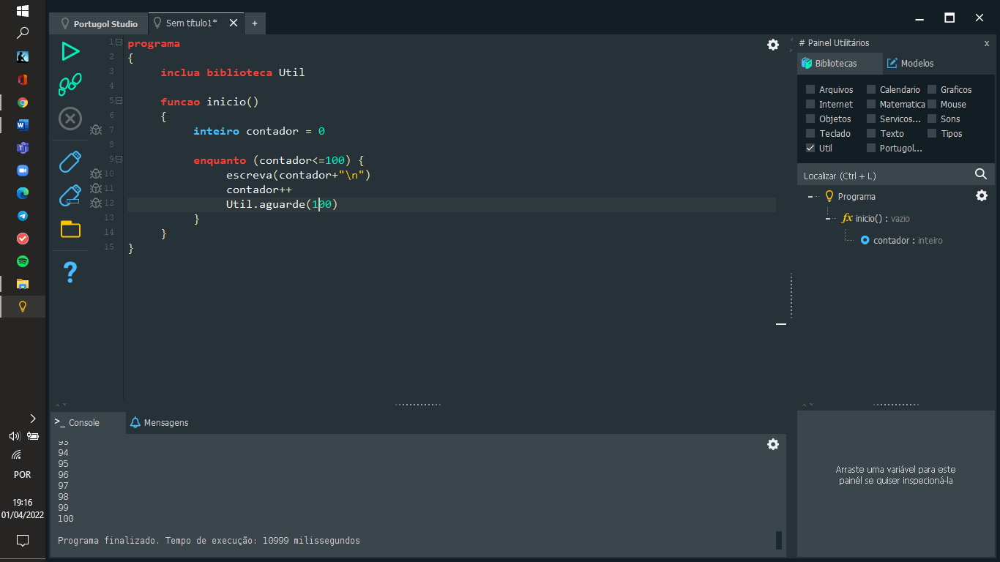 Portugol Studio
Sem título1*
+
1 programa
2 {
3 inclua biblioteca Util
4
5 funcao inicio()
6 {
7 inteiro contador = 0
8
9 enquanto (contador<=100) {
10 escreva(contador+"\n")
11 contador++
12 Util.aguarde(100)
13 }
14 }
15 }
# Painel Utilitários x
Bibliotecas Modelos
Arquivos Calendario Graficos
Internet Matematica Mouse
Objetos Servicos... Sons
Teclado Texto Tipos
Util Portugol...
Localizar (Ctrl + L)
Programa
fx inicio() : vazio
contador : inteiro
Arraste uma variável para este
painél se quiser inspecioná-la
>_ Console Mensagens
93
94
95
96
97
98
99
100
Programa finalizado. Tempo de execução: 10999 milissegundos
POR
19:16
01/04/2022